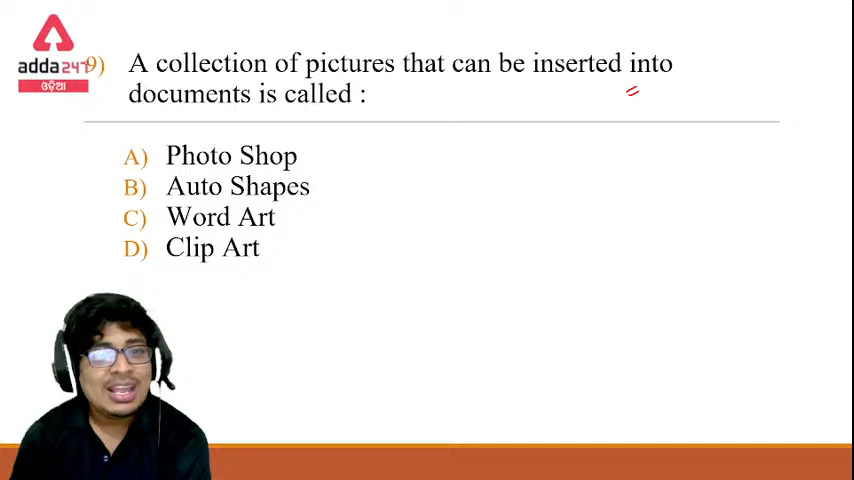 adda247
ଓଡ଼ିଆ
9) A collection of pictures that can be inserted into
documents is called :
A) Photo Shop
B) Auto Shapes
C) Word Art
D) Clip Art